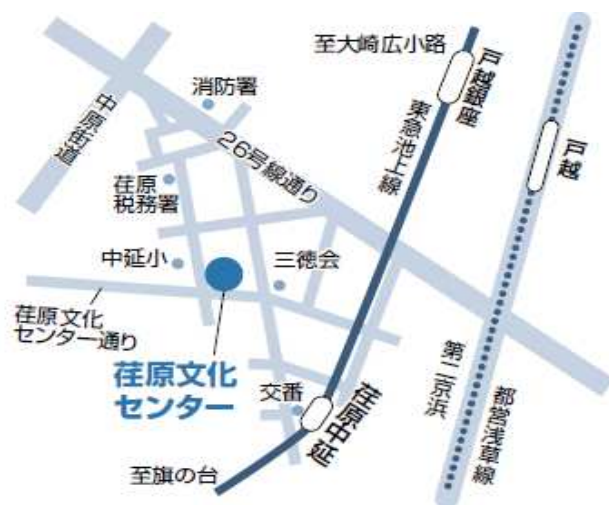 至大崎広小路
戸越銀座
消防署
中原街道
東急池上線
26号線通り
戸越
荏原
税務署
中延小
三徳会
荏原文化
センター通り
荏原文化
センター
交番
荏原中延
第二京浜
都営浅草線
至旗の台